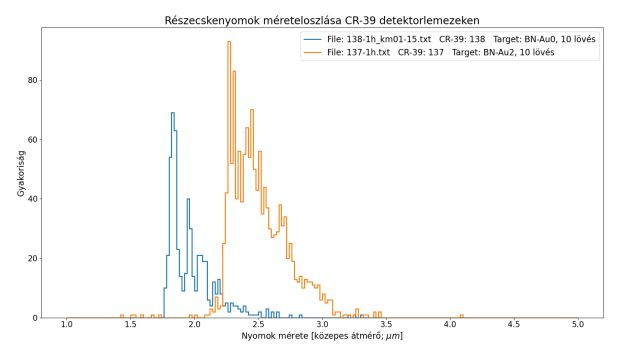 Részecskenyomok méreteloszlása CR-39 detektorlemezeken
File: 138-1h_km01-15.txt   CR-39: 138   Target: BN-Au0, 10 lövés
File: 137-1h.txt   CR-39: 137   Target: BN-Au2, 10 lövés
Gyakoriság
80
60
40
20
0
1.0 1.5 2.0 2.5 3.0 3.5 4.0 4.5 5.0
Nyomok mérete [közepes átmérő; μm]